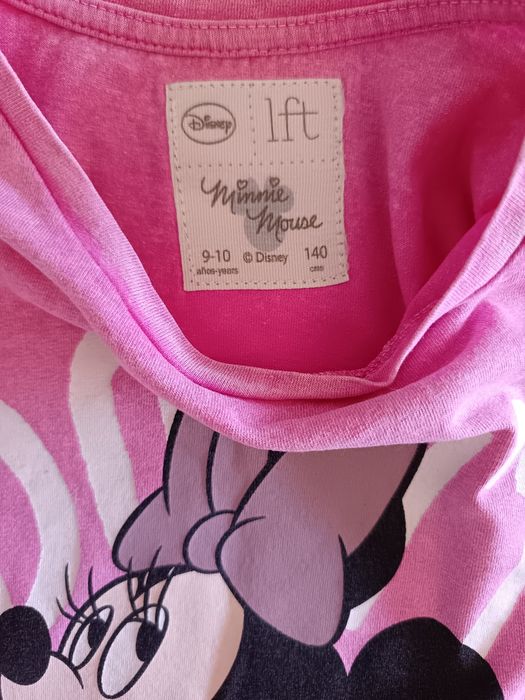 Disney lft
Minnie
Mouse
9-10 © Disney 140
años-years cms